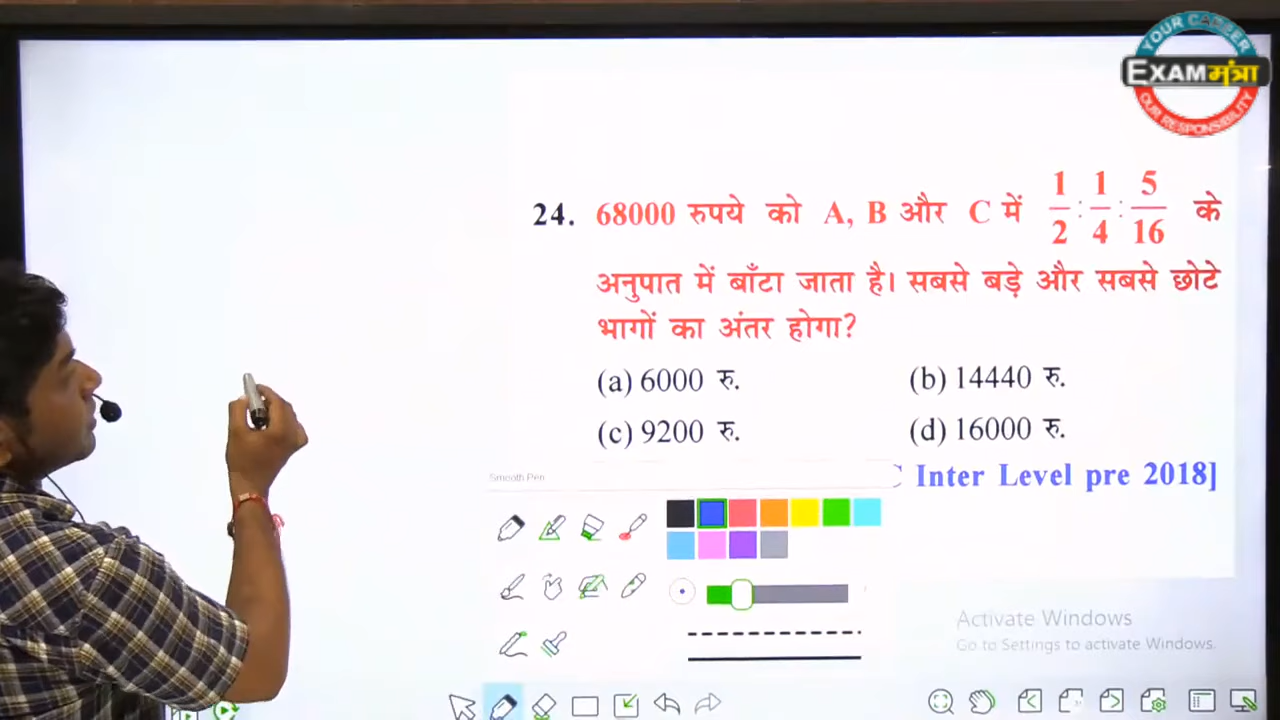 YOUR CAREER
EXAMमंत्रा
OUR RESPONSIBILITY
24. 68000 रुपये को A, B और C में 1/2 : 1/4 : 5/16 के
अनुपात में बाँटा जाता है। सबसे बड़े और सबसे छोटे
भागों का अंतर होगा?
(a) 6000 रु. (b) 14440 रु.
(c) 9200 रु. (d) 16000 रु.
Inter Level pre 2018]
Smooth Pen
Activate Windows
Go to Settings to activate Windows.